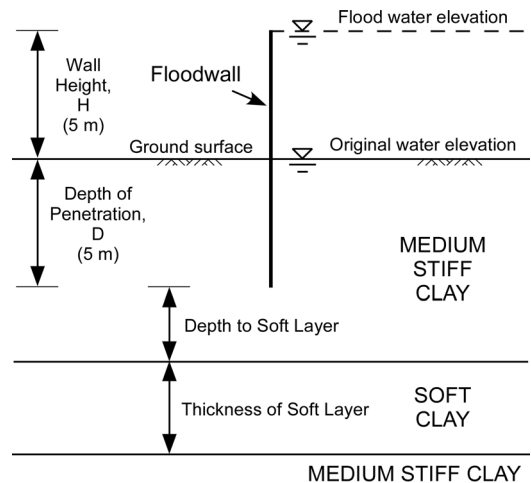 Flood water elevation
Wall
Height,
H
(5 m)
Floodwall
Ground surface
Original water elevation
Depth of
Penetration,
D
(5 m)
MEDIUM
STIFF
CLAY
Depth to Soft Layer
SOFT
CLAY
Thickness of Soft Layer
MEDIUM STIFF CLAY